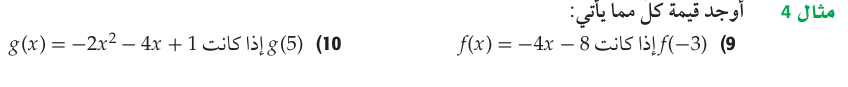 مثال 4 أوجد قيمة كل مما يأتي:
9) f(−3) إذا كانت f(x) = −4x − 8 10) g(5) إذا كانت g(x) = −2x² − 4x + 1